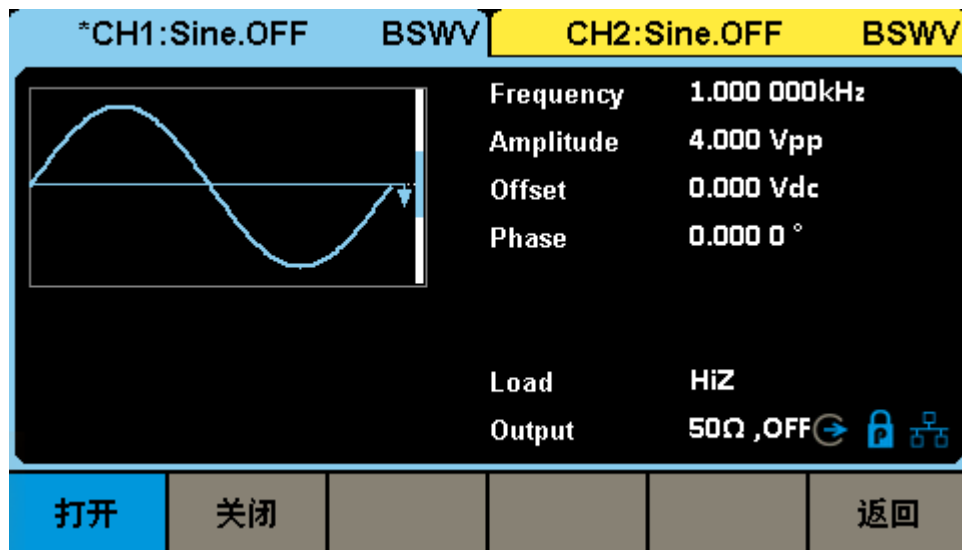 *CH1:Sine.OFF BSWV CH2:Sine.OFF BSWV
Frequency 1.000 000kHz
Amplitude 4.000 Vpp
Offset 0.000 Vdc
Phase 0.000 0 °
Load HiZ
Output 50Ω ,OFF P
打开 关闭 返回